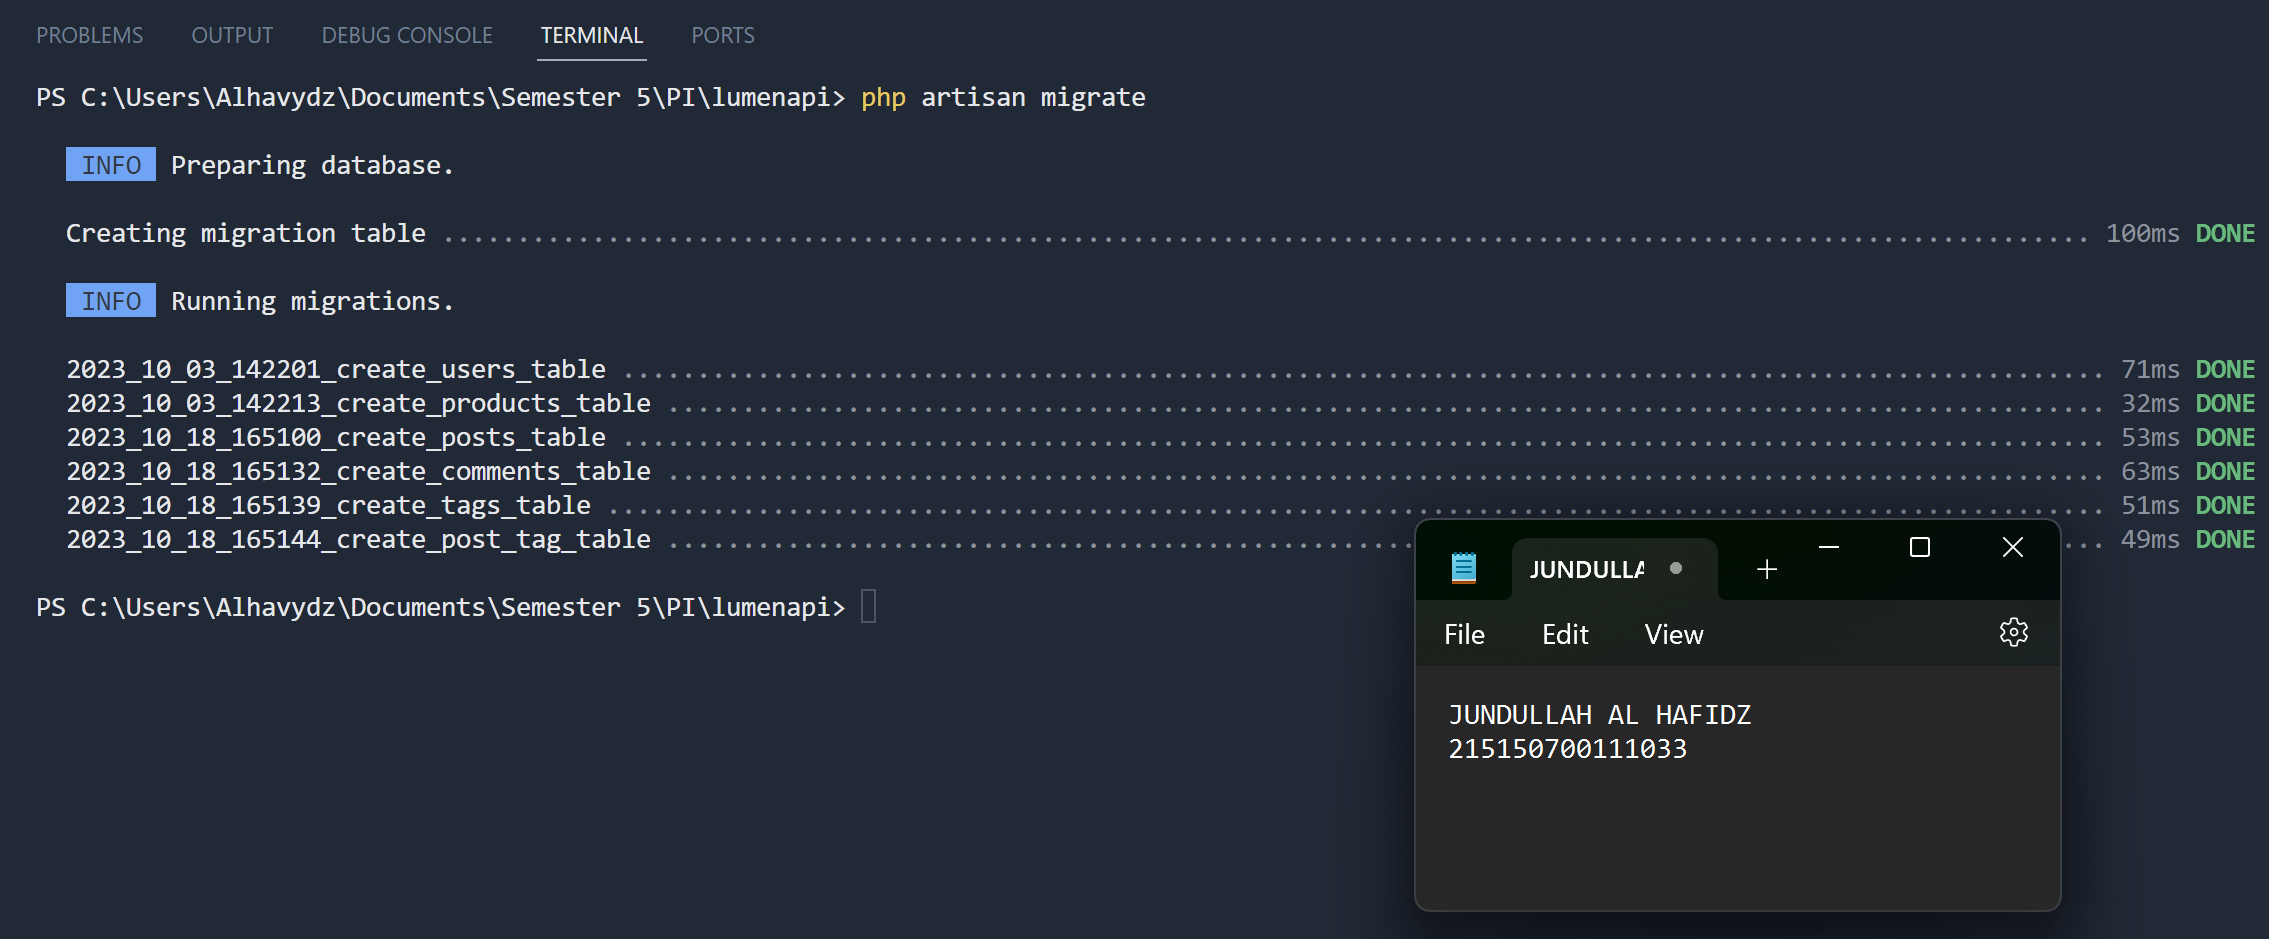 PROBLEMS OUTPUT DEBUG CONSOLE TERMINAL PORTS
PS C:\Users\Alhavydz\Documents\Semester 5\PI\lumenapi> php artisan migrate
INFO Preparing database.
Creating migration table .............................................................................................................. 100ms DONE
INFO Running migrations.
2023_10_03_142201_create_users_table ................................................................................................... 71ms DONE
2023_10_03_142213_create_products_table ................................................................................................ 32ms DONE
2023_10_18_165100_create_posts_table ................................................................................................... 53ms DONE
2023_10_18_165132_create_comments_table ................................................................................................ 63ms DONE
2023_10_18_165139_create_tags_table .................................................................................................... 51ms DONE
2023_10_18_165144_create_post_tag_table ..................................................... 49ms DONE
PS C:\Users\Alhavydz\Documents\Semester 5\PI\lumenapi>
JUNDULLA
File Edit View
JUNDULLAH AL HAFIDZ
215150700111033